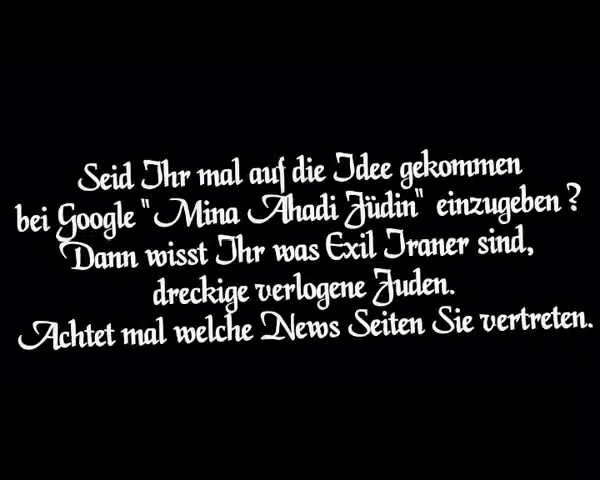 Seid Ihr mal auf die Idee gekommen
bei Google "Mina Ahadi Jüdin" einzugeben ?
Dann wisst Ihr was Exil Iraner sind,
dreckige verlogene Juden.
Achtet mal welche News Seiten Sie vertreten.